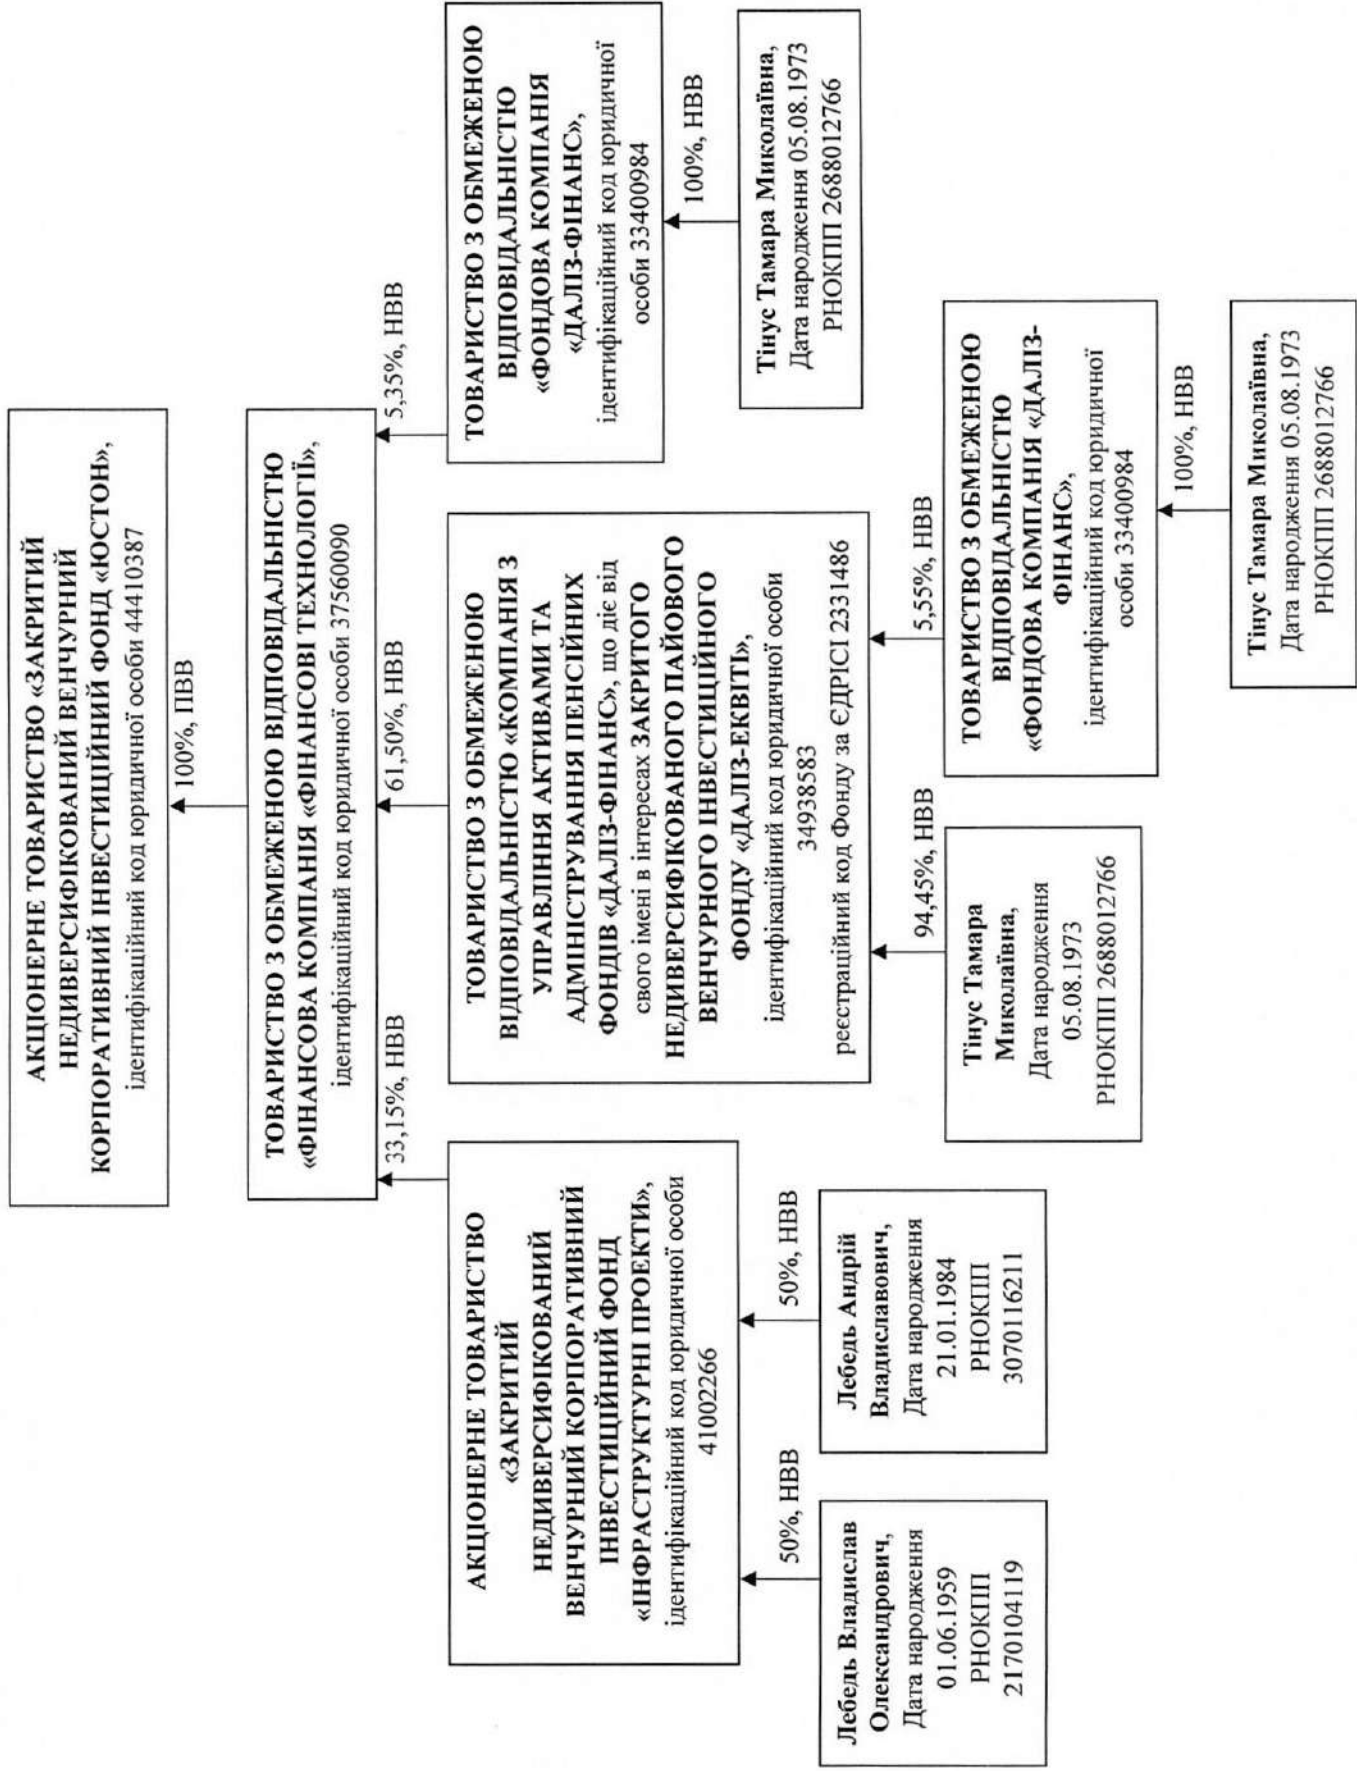 АКЦІОНЕРНЕ ТОВАРИСТВО «ЗАКРИТИЙ
НЕДИВЕРСИФІКОВАНИЙ ВЕНЧУРНИЙ
КОРПОРАТИВНИЙ ІНВЕСТИЦІЙНИЙ ФОНД «ЮСТОН»,
ідентифікаційний код юридичної особи 44410387
100%, ПВВ
ТОВАРИСТВО З ОБМЕЖЕНОЮ ВІДПОВІДАЛЬНІСТЮ
«ФІНАНСОВА КОМПАНІЯ «ФІНАНСОВІ ТЕХНОЛОГІЇ»,
ідентифікаційний код юридичної особи 37560090
33,15%, НВВ
61,50%, НВВ
5,35%, НВВ
АКЦІОНЕРНЕ ТОВАРИСТВО
«ЗАКРИТИЙ
НЕДИВЕРСИФІКОВАНИЙ
ВЕНЧУРНИЙ КОРПОРАТИВНИЙ
ІНВЕСТИЦІЙНИЙ ФОНД
«ІНФРАСТРУКТУРНІ ПРОЕКТИ»,
ідентифікаційний код юридичної особи
41002266
ТОВАРИСТВО З ОБМЕЖЕНОЮ
ВІДПОВІДАЛЬНІСТЮ «КОМПАНІЯ З
УПРАВЛІННЯ АКТИВАМИ ТА
АДМІНІСТРУВАННЯ ПЕНСІЙНИХ
ФОНДІВ «ДАЛІЗ-ФІНАНС», що діє від
свого імені в інтересах ЗАКРИТОГО
НЕДИВЕРСИФІКОВАНОГО ПАЙОВОГО
ВЕНЧУРНОГО ІНВЕСТИЦІЙНОГО
ФОНДУ «ДАЛІЗ-ЕКВІТІ»,
ідентифікаційний код юридичної особи
34938583
реєстраційний код Фонду за ЄДРІСІ 2331486
ТОВАРИСТВО З ОБМЕЖЕНОЮ
ВІДПОВІДАЛЬНІСТЮ
«ФОНДОВА КОМПАНІЯ
«ДАЛІЗ-ФІНАНС»,
ідентифікаційний код юридичної
особи 33400984
100%, НВВ
Тінус Тамара Миколаївна,
Дата народження 05.08.1973
РНОКПП 2688012766
50%, НВВ
50%, НВВ
94,45%, НВВ
5,55%, НВВ
Лебедь Владислав
Олександрович,
Дата народження
01.06.1959
РНОКПП
2170104119
Лебедь Андрій
Владиславович,
Дата народження
21.01.1984
РНОКПП
3070116211
Тінус Тамара
Миколаївна,
Дата народження
05.08.1973
РНОКПП 2688012766
ТОВАРИСТВО З ОБМЕЖЕНОЮ
ВІДПОВІДАЛЬНІСТЮ
«ФОНДОВА КОМПАНІЯ «ДАЛІЗ-
ФІНАНС»,
ідентифікаційний код юридичної
особи 33400984
100%, НВВ
Тінус Тамара Миколаївна,
Дата народження 05.08.1973
РНОКПП 2688012766